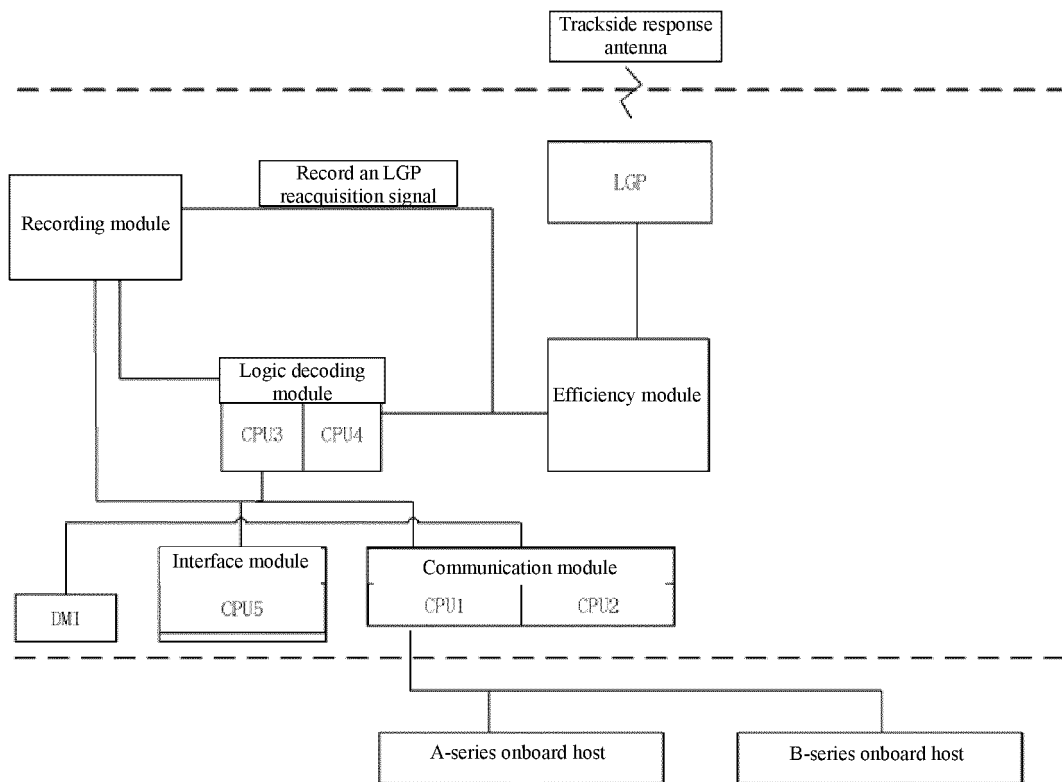 Trackside response
antenna
Record an LGP
reacquisition signal
LGP
Recording module
Logic decoding
module
Efficiency module
CPU3
CPU4
Interface module
Communication module
DMI
CPU5
CPU1
CPU2
A-series onboard host
B-series onboard host